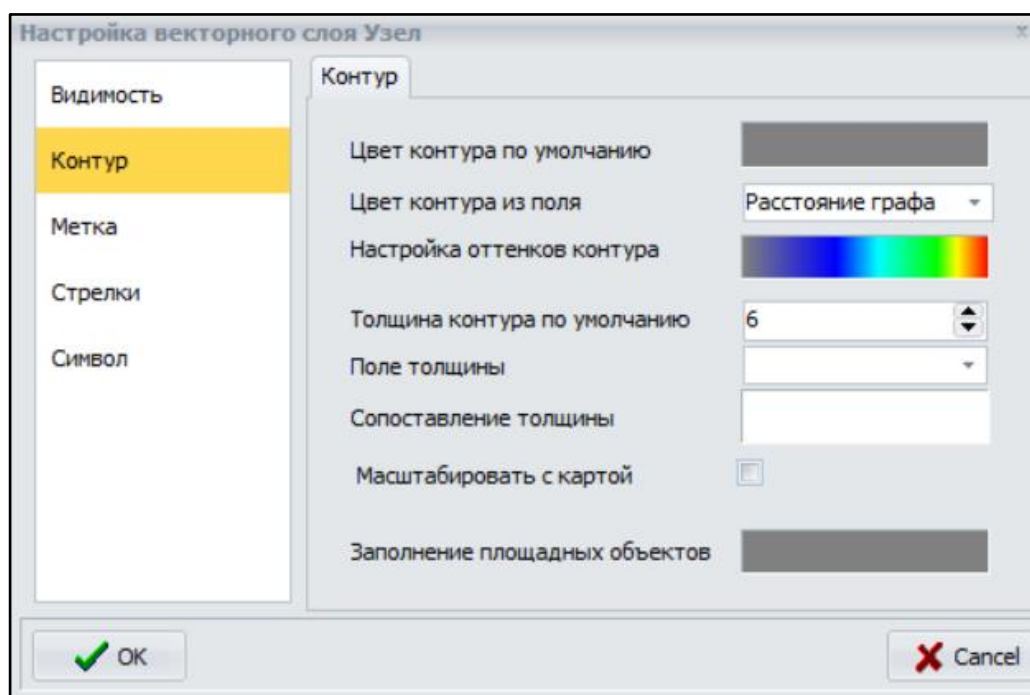 Настройка векторного слоя Узел
Видимость
Контур
Метка
Стрелки
Символ
Контур
Цвет контура по умолчанию
Цвет контура из поля Расстояние графа
Настройка оттенков контура
Толщина контура по умолчанию 6
Поле толщины
Сопоставление толщины
Масштабировать с картой
Заполнение площадных объектов
OK
Cancel